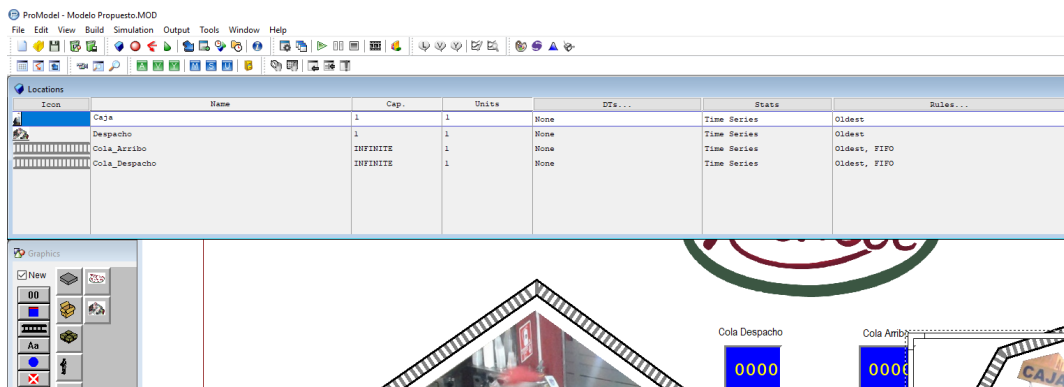 ProModel - Modelo Propuesto.MOD
File Edit View Build Simulation Output Tools Window Help
Locations
Icon Name Cap. Units DTs... Stats Rules...
Caja 1 1 None Time Series Oldest
Despacho 1 1 None Time Series Oldest
Cola_Arribo INFINITE 1 None Time Series Oldest, FIFO
Cola_Despacho INFINITE 1 None Time Series Oldest, FIFO
Graphics
New
00
Aa
Cola Despacho
0000
0000
CAJA